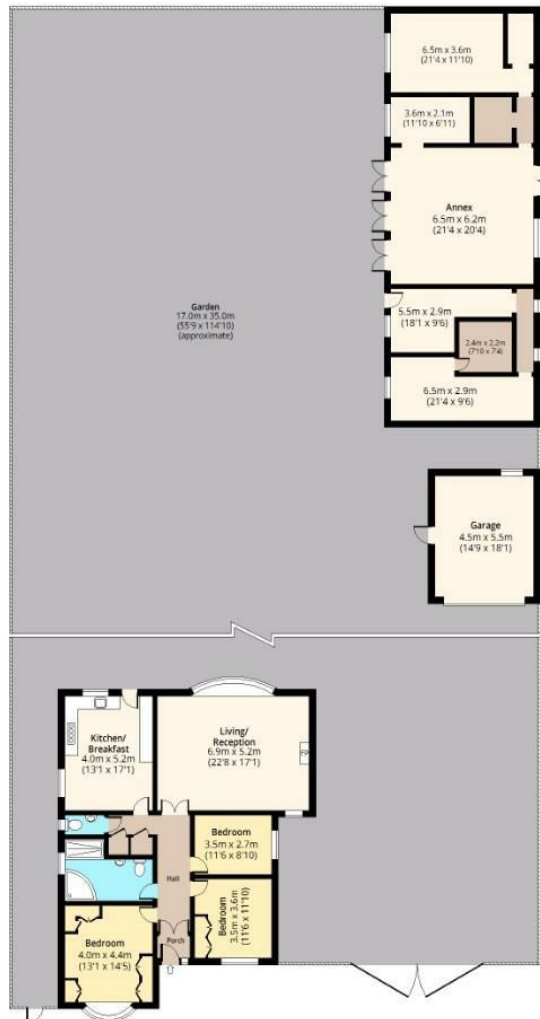 6.5m x 3.6m
(21'4 x 11'10)
3.6m x 2.1m
(11'10 x 6'11)
Annex
6.5m x 6.2m
(21'4 x 20'4)
Garden
17.0m x 35.0m
(55'9 x 114'10)
(approximate)
5.5m x 2.9m
(18'1 x 9'6)
2.4m x 2.2m
(7'10 x 7'4)
6.5m x 2.9m
(21'4 x 9'6)
Garage
4.5m x 5.5m
(14'9 x 18'1)
Kitchen/
Breakfast
4.0m x 5.2m
(13'1 x 17'1)
Living/
Reception
6.9m x 5.2m
(22'8 x 17'1)
FP
Bedroom
3.5m x 2.7m
(11'6 x 8'10)
Hall
Bedroom
3.5m x 3.6m
(11'6 x 11'10)
Bedroom
4.0m x 4.4m
(13'1 x 14'5)
Porch